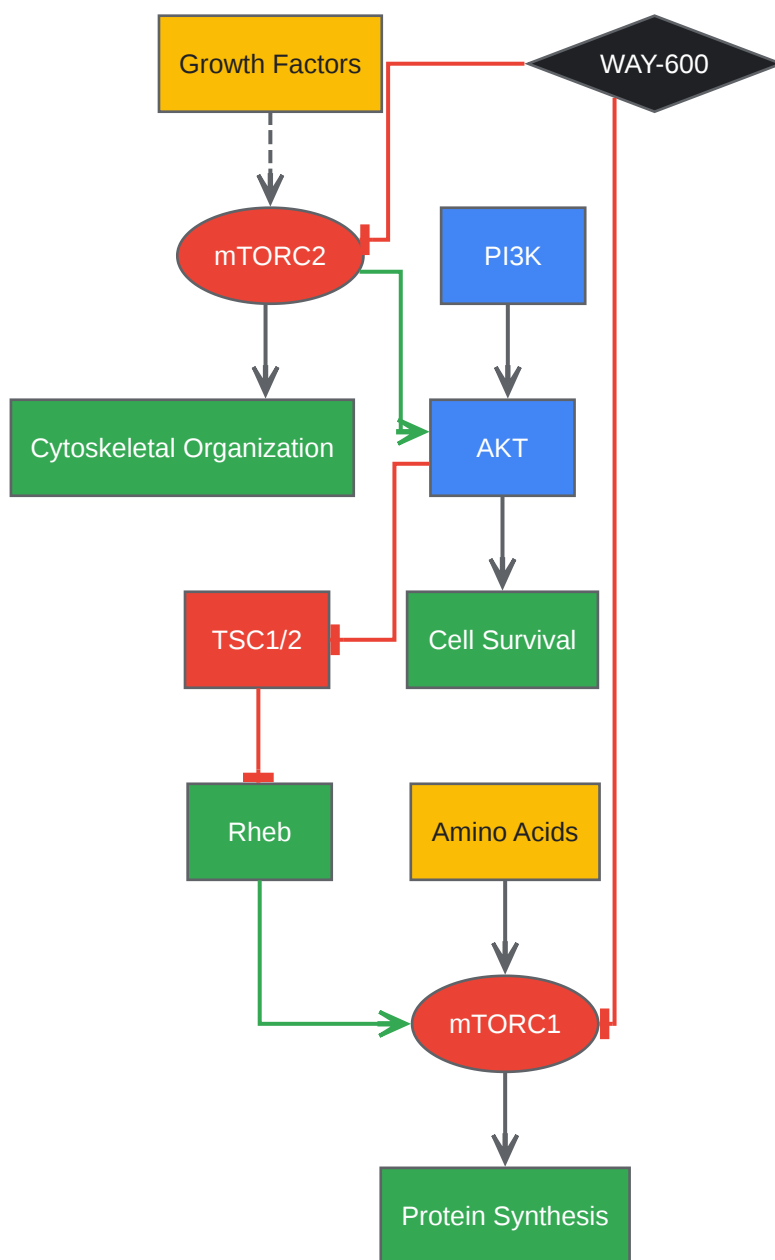 Growth Factors
WAY-600
mTORC2
PI3K
Cytoskeletal Organization
AKT
TSC1/2
Cell Survival
Rheb
Amino Acids
mTORC1
Protein Synthesis